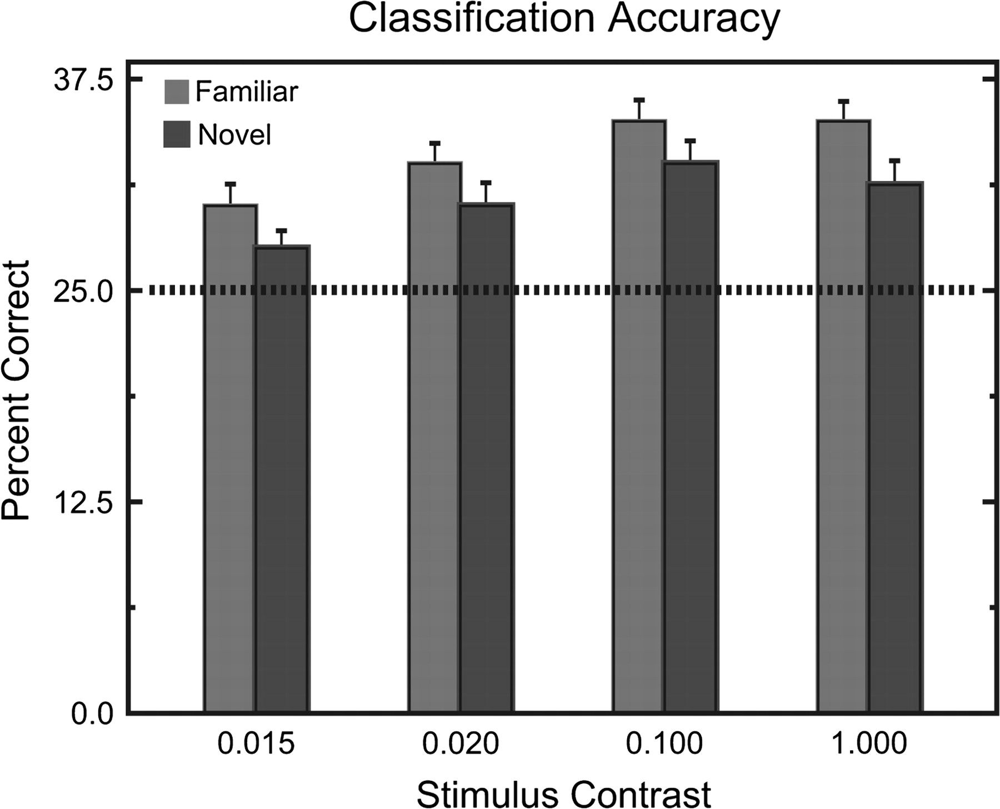 Classification Accuracy
37.5
Familiar
Novel
25.0
12.5
0.0
Percent Correct
0.015
0.020
0.100
1.000
Stimulus Contrast